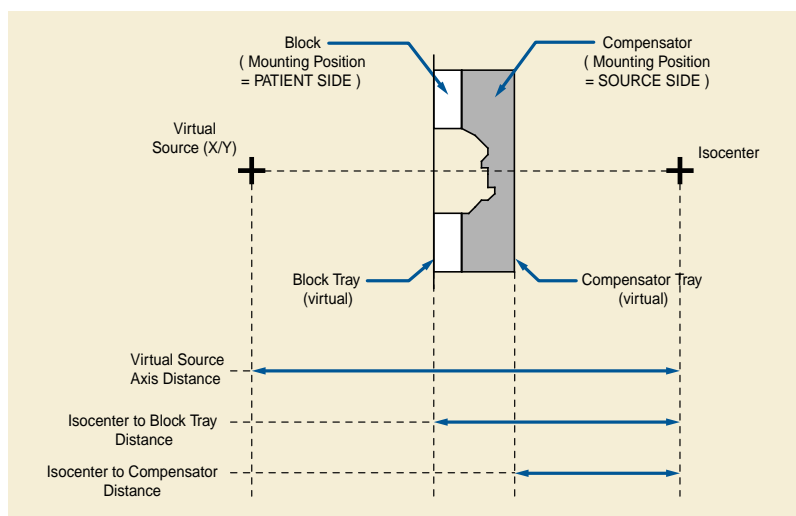 Block
( Mounting Position
= PATIENT SIDE )
Compensator
( Mounting Position
= SOURCE SIDE )
Virtual
Source (X/Y)
Isocenter
Block Tray
(virtual)
Compensator Tray
(virtual)
Virtual Source
Axis Distance
Isocenter to Block Tray
Distance
Isocenter to Compensator
Distance